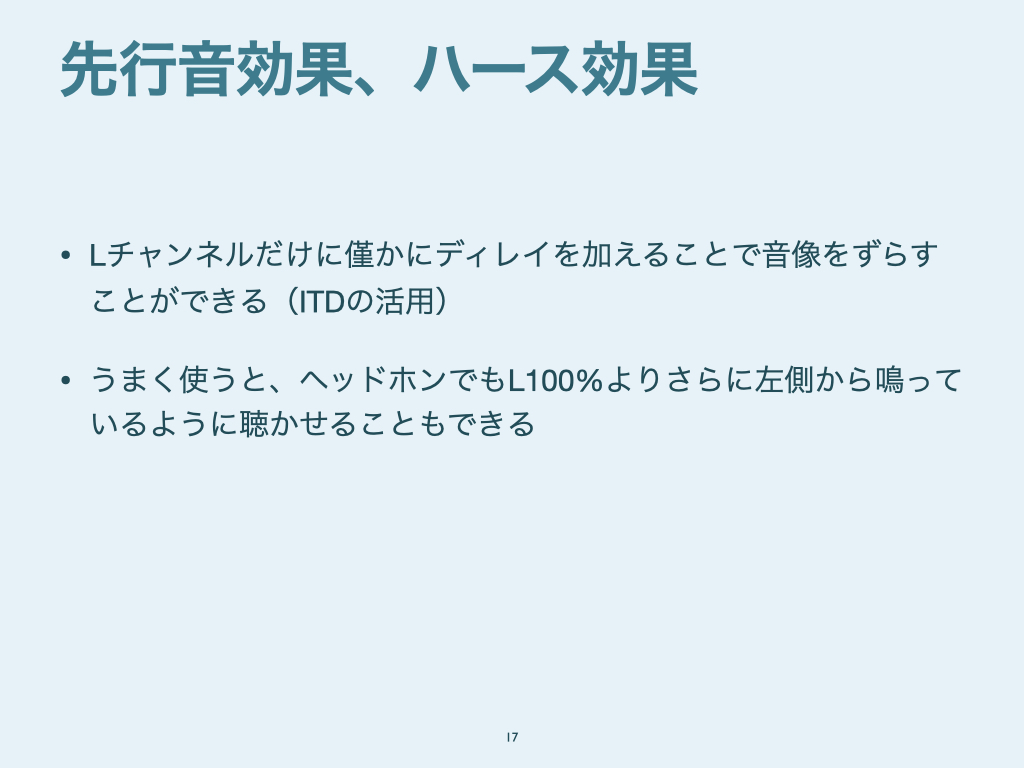 先行音効果、ハース効果
• Lチャンネルだけに僅かにディレイを加えることで音像をずらす
ことができる（ITDの活用）
• うまく使うと、ヘッドホンでもL100%よりさらに左側から鳴って
いるように聴かせることもできる
17